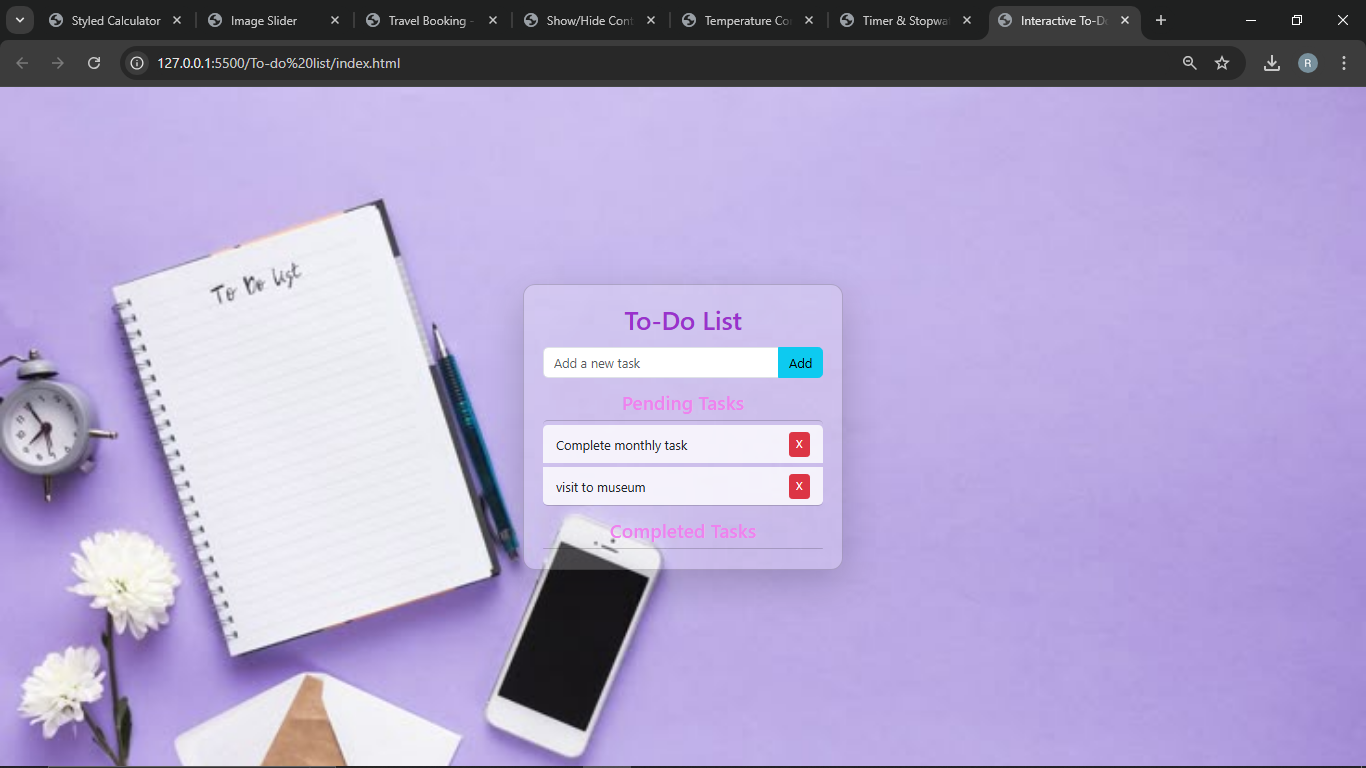 Styled Calculator
Image Slider
Travel Booking -
Show/Hide Cont
Temperature Co
Timer & Stopwa
Interactive To-D
127.0.0.1:5500/To-do%20list/index.html
R
To Do List
To-Do List
Add a new task
Add
Pending Tasks
Complete monthly task
X
visit to museum
X
Completed Tasks